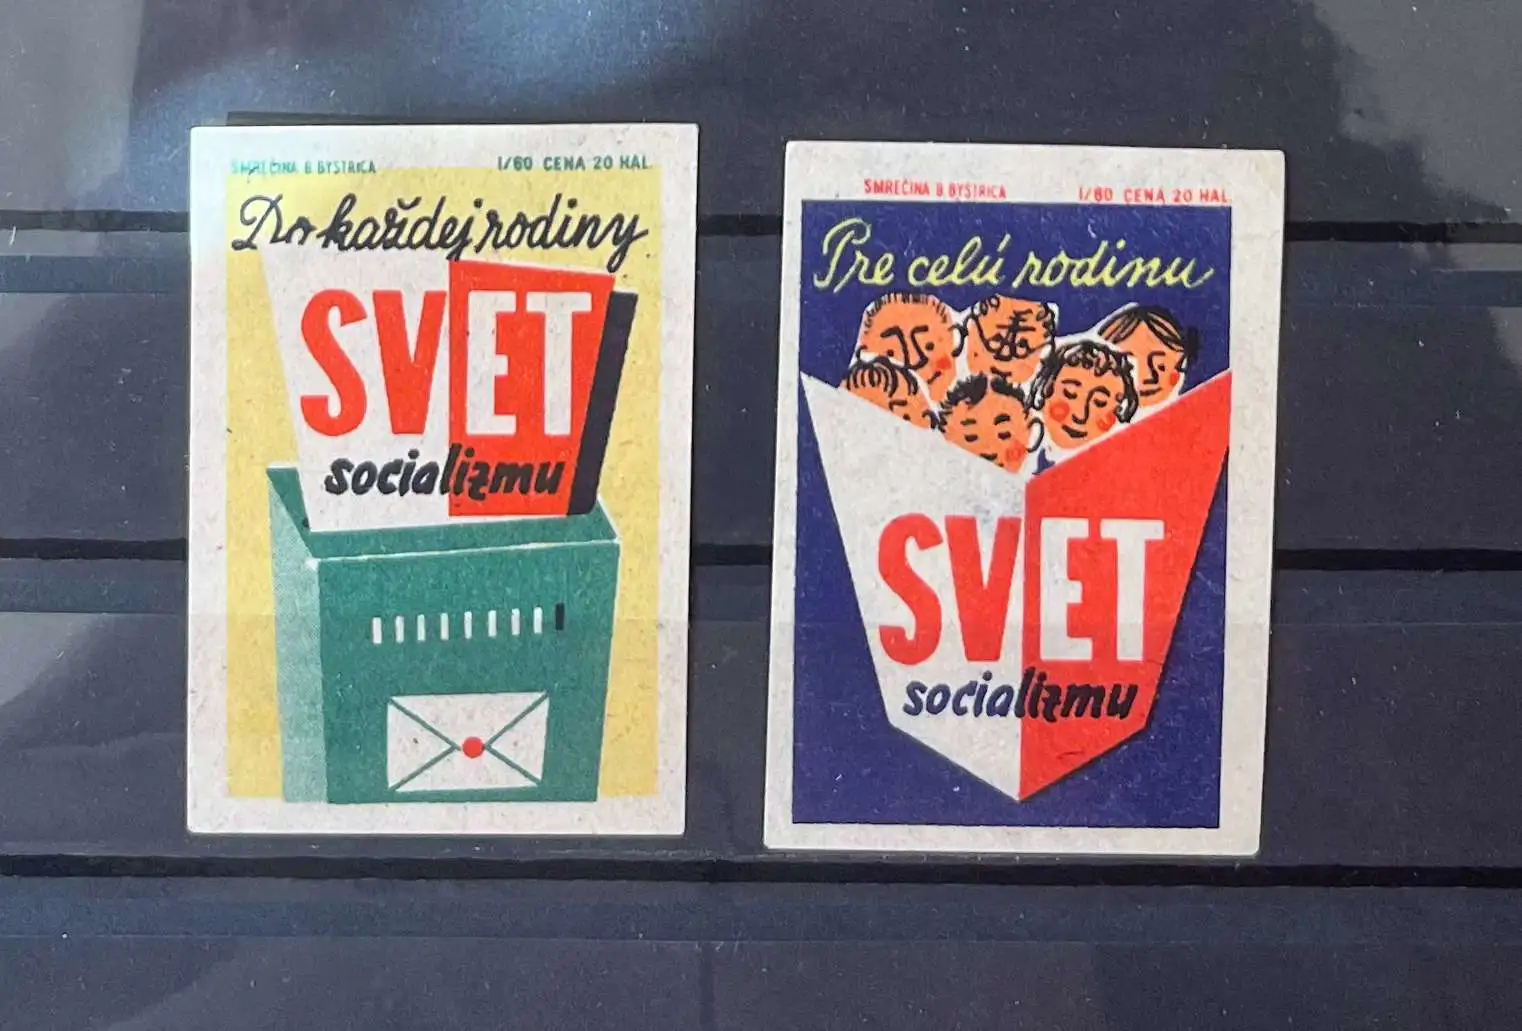 SMREČINA B BYSTRICA
I/60 CENA 20 HAL.
Do každej rodiny
SVET
socializmu
SMREČINA B BYSTRICA
I/60 CENA 20 HAL.
Pre celú rodinu
SVET
socializmu